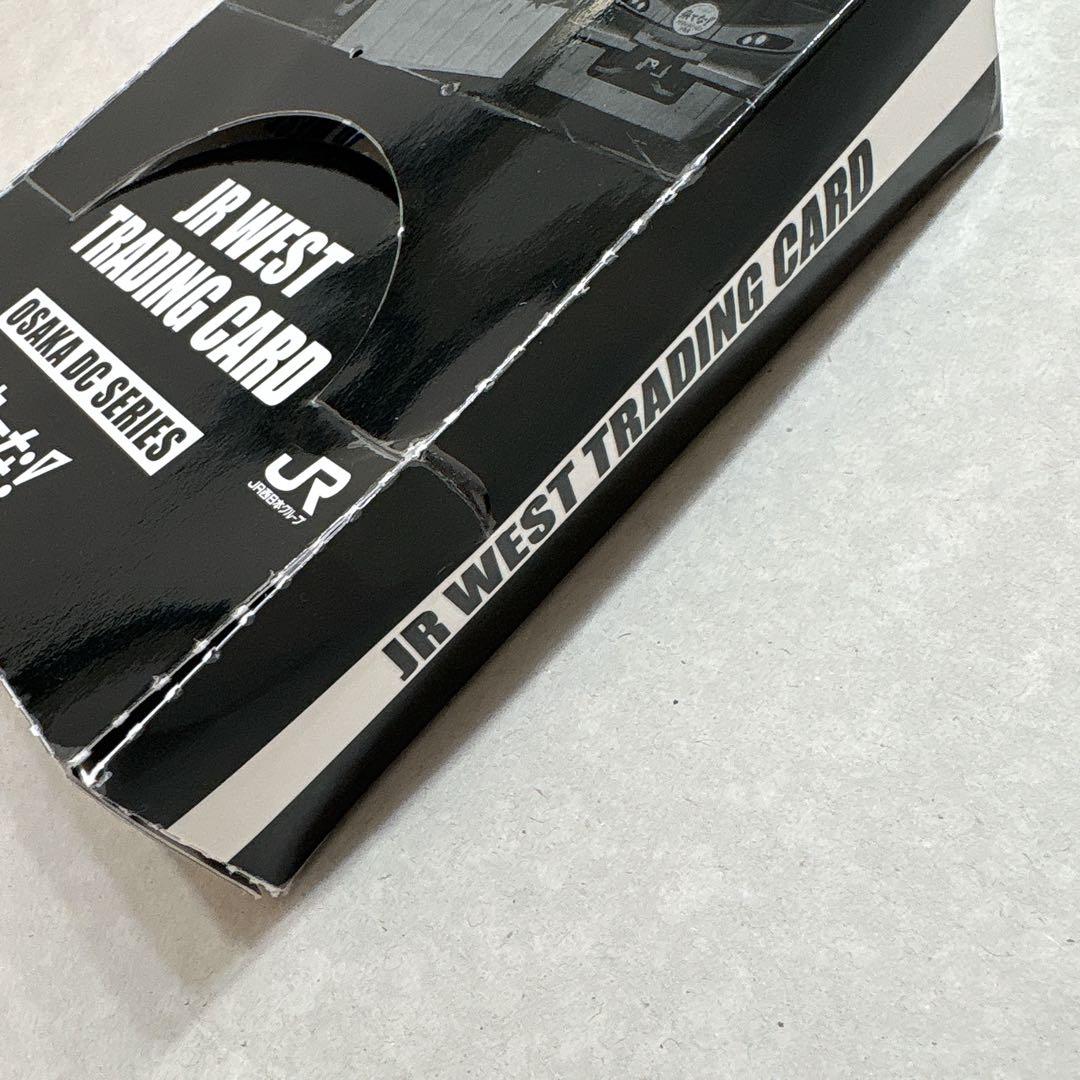 JR WEST
TRADING CARD
OSAKA DC SERIES
な!
JR
JR西日本グループ
JR WEST TRADING CARD